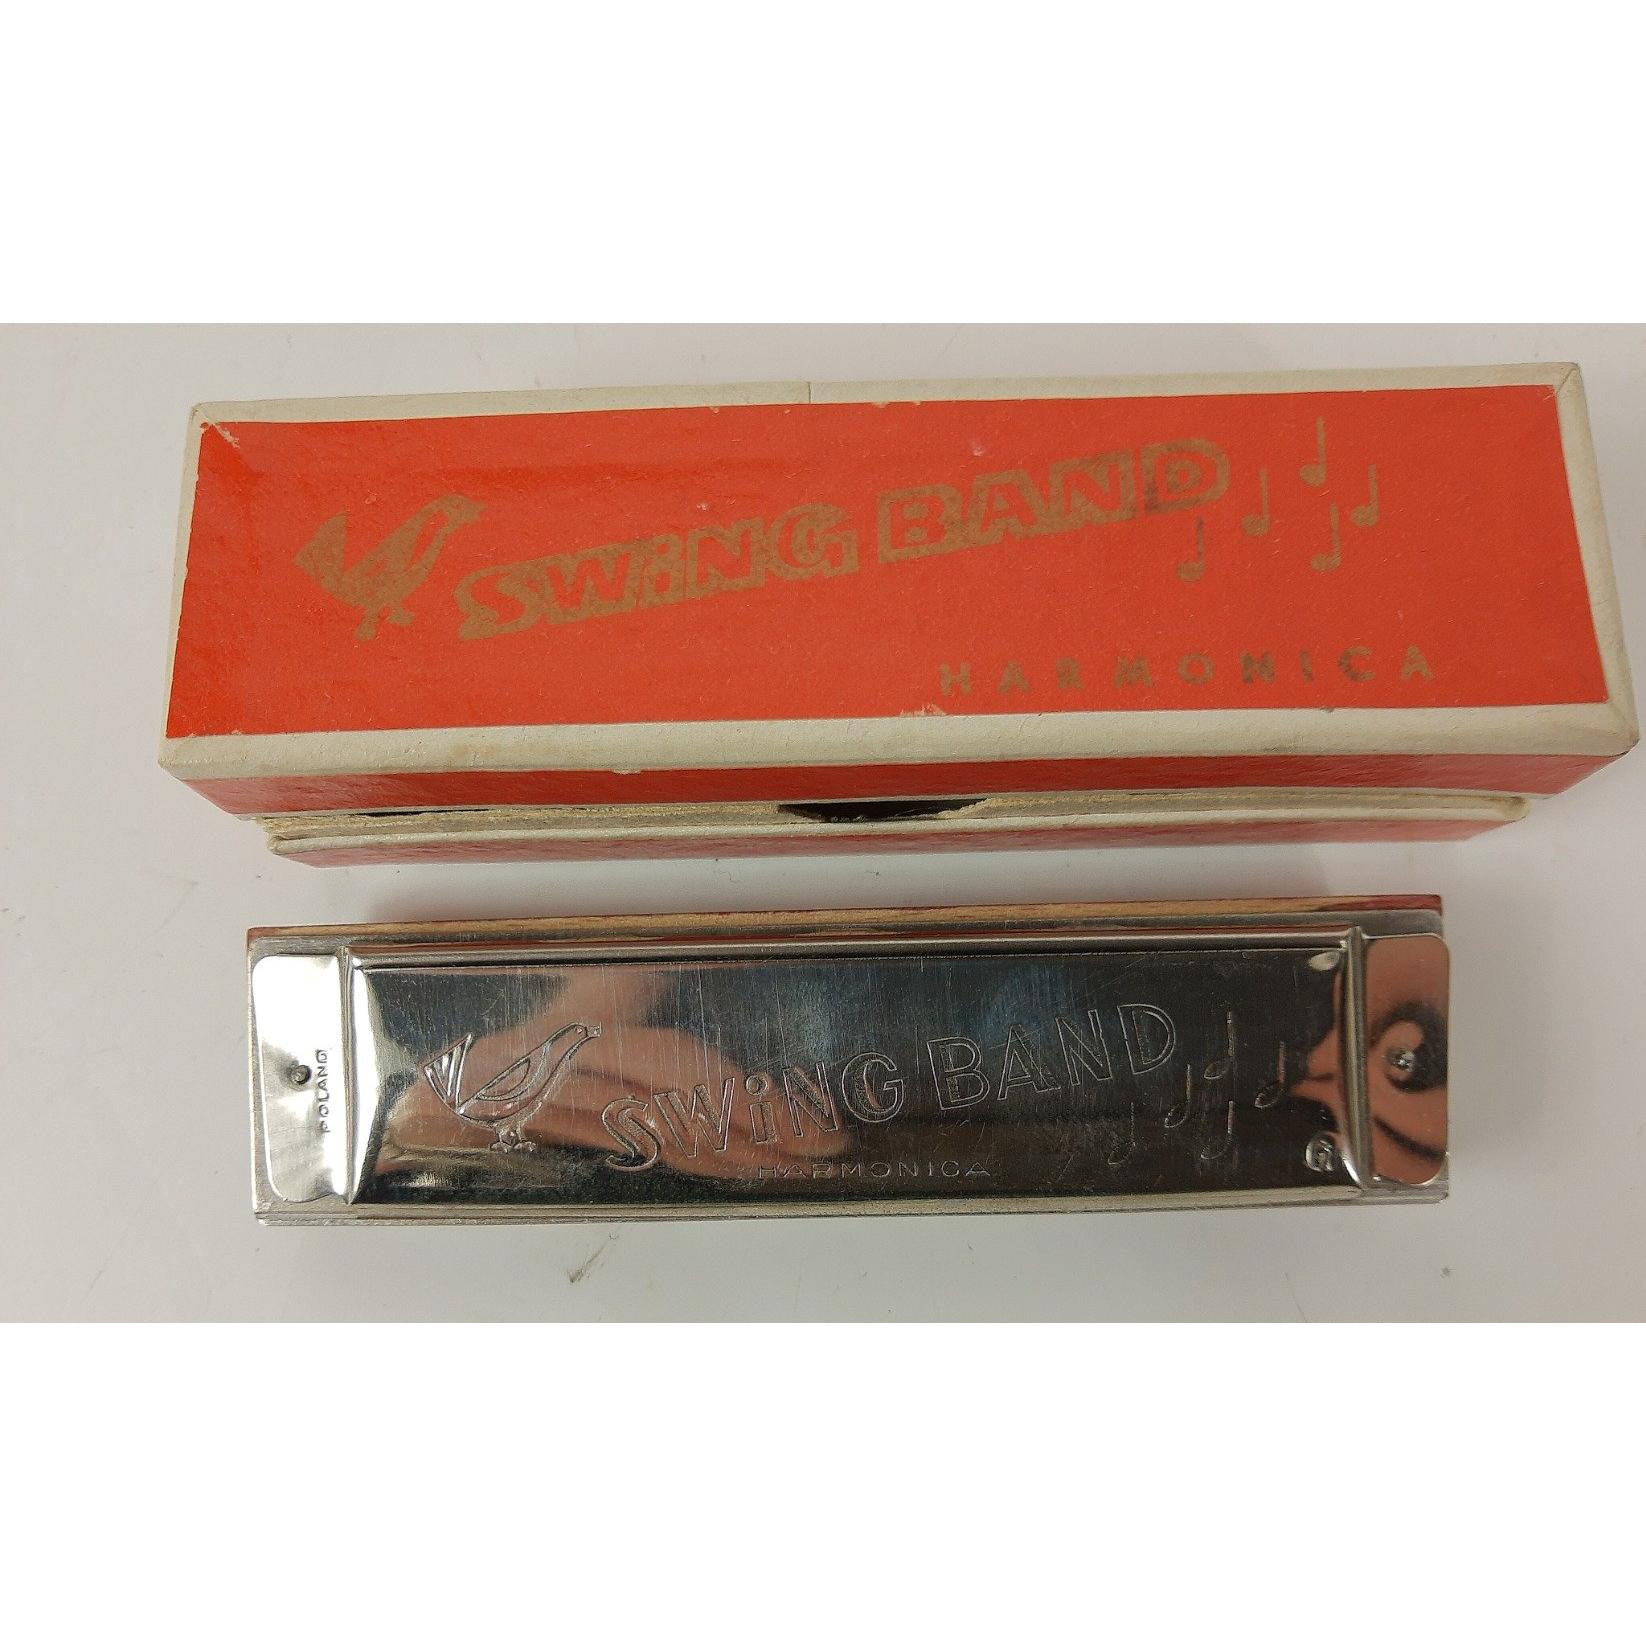 SWiNG BAND
HARMONICA
POLAND
SWiNG BAND
HARMONICA
G